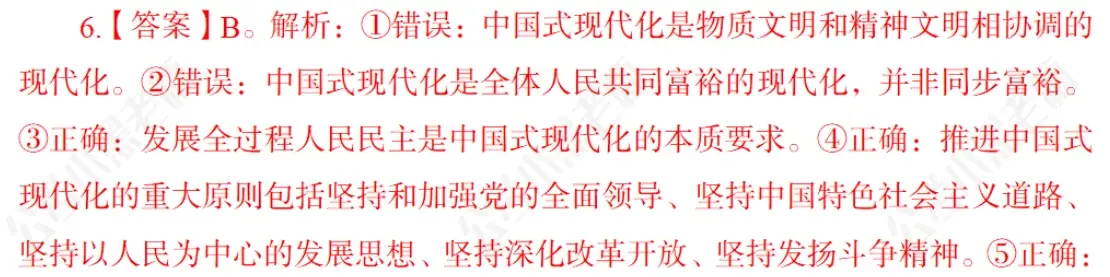 6.【答案】B。解析：①错误：中国式现代化是物质文明和精神文明相协调的
现代化。②错误：中国式现代化是全体人民共同富裕的现代化，并非同步富裕。
③正确：发展全过程人民民主是中国式现代化的本质要求。④正确：推进中国式
现代化的重大原则包括坚持和加强党的全面领导、坚持中国特色社会主义道路、
坚持以人民为中心的发展思想、坚持深化改革开放、坚持发扬斗争精神。⑤正确：